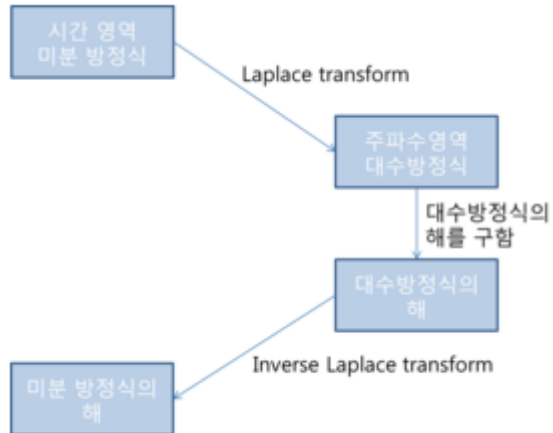 시간 영역
미분 방정식
Laplace transform
주파수영역
대수방정식
대수방정식의
해를 구함
대수방정식의
해
Inverse Laplace transform
미분 방정식의
해